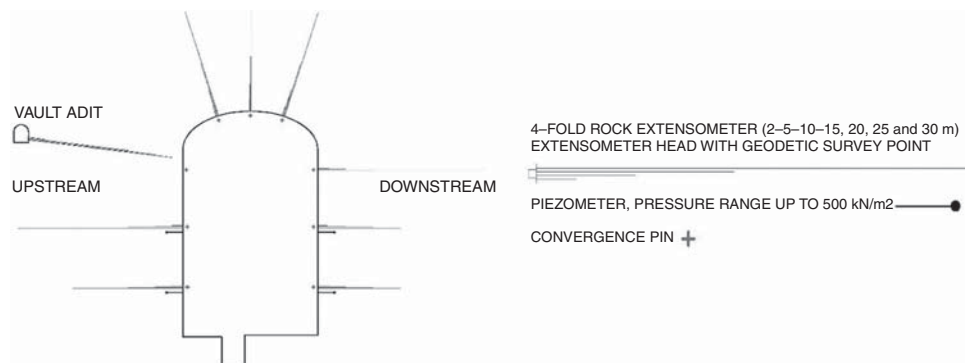 VAULT ADIT
UPSTREAM
DOWNSTREAM
4–FOLD ROCK EXTENSOMETER (2–5–10–15, 20, 25 and 30 m)
EXTENSOMETER HEAD WITH GEODETIC SURVEY POINT
PIEZOMETER, PRESSURE RANGE UP TO 500 kN/m2
CONVERGENCE PIN